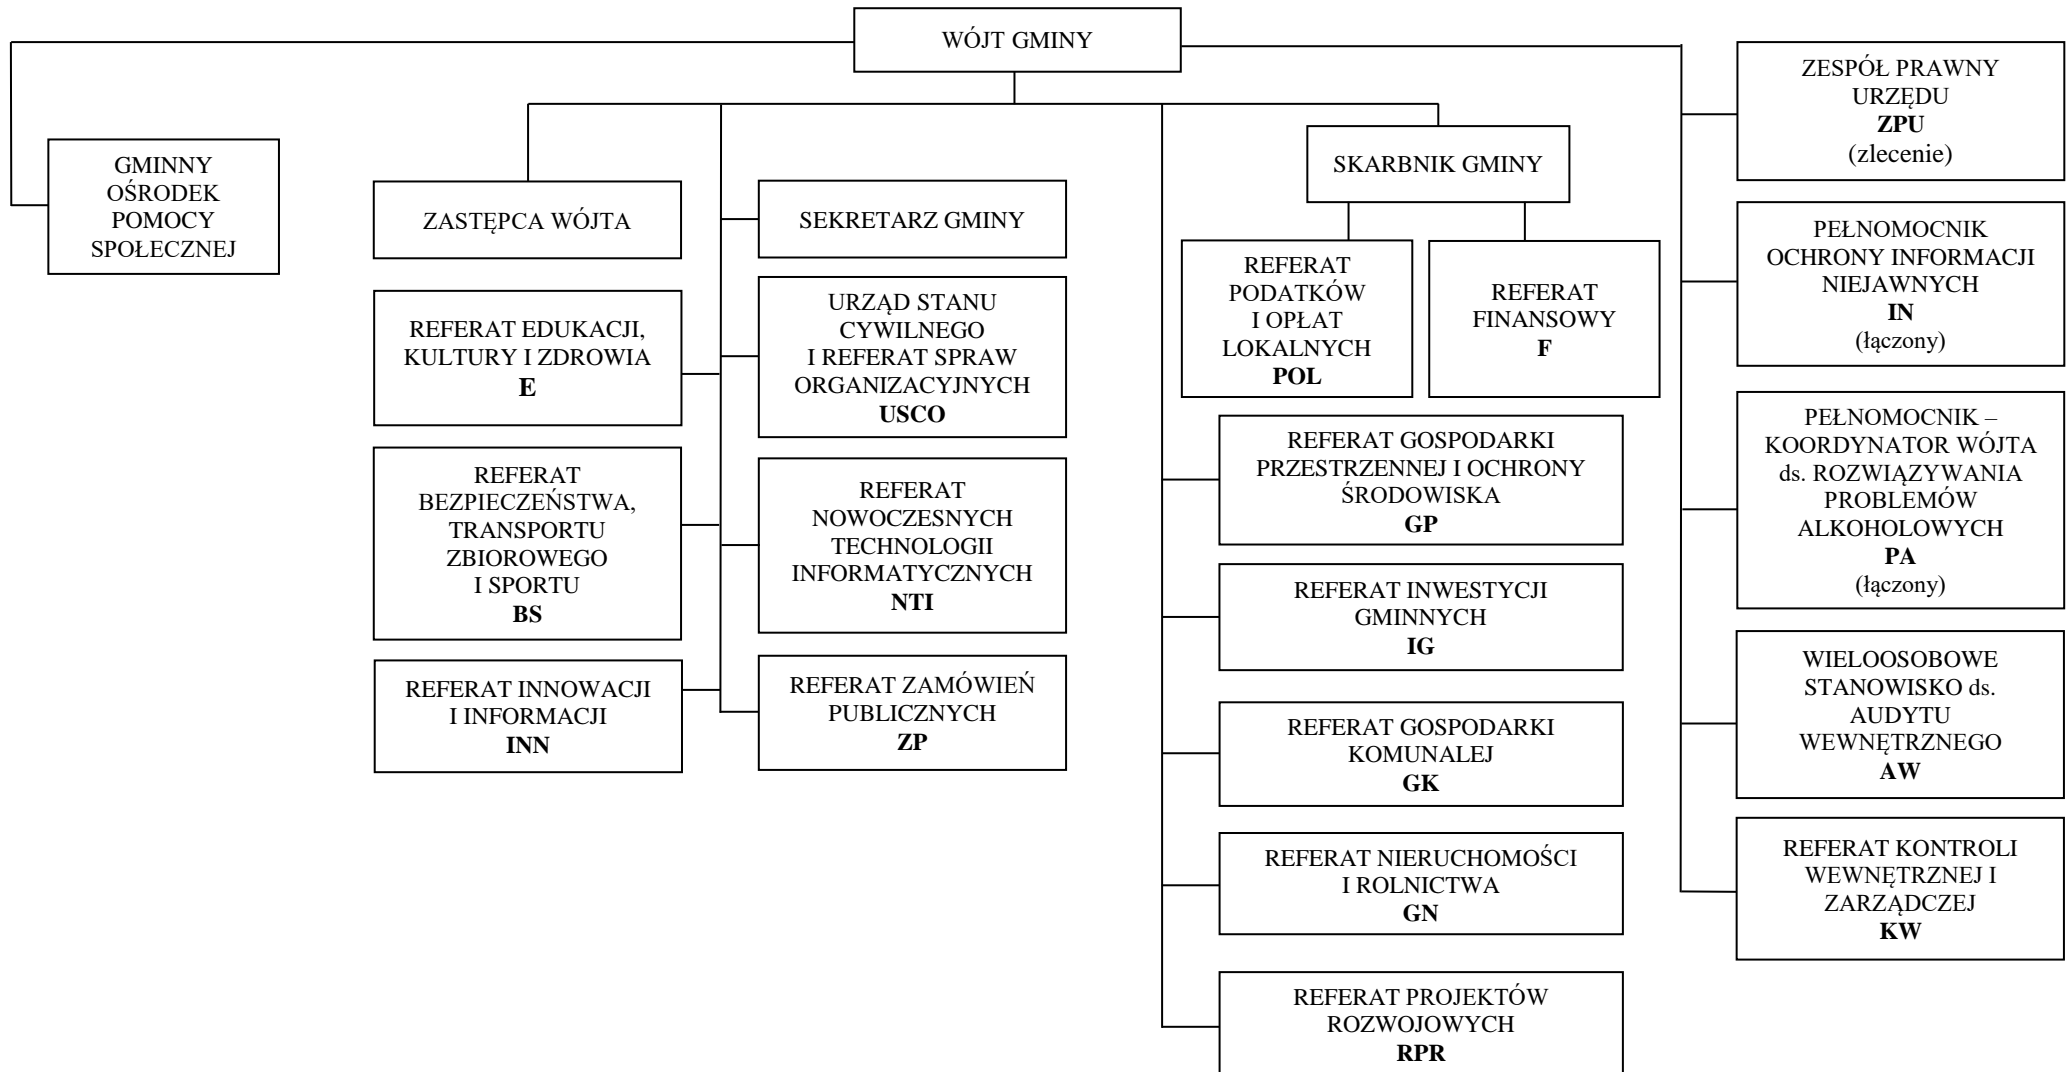 WÓJT GMINY
GMINNY
OŚRODEK
POMOCY
SPOŁECZNEJ
ZASTĘPCA WÓJTA
REFERAT EDUKACJI,
KULTURY I ZDROWIA
E
REFERAT
BEZPIECZEŃSTWA,
TRANSPORTU
ZBIOROWEGO
I SPORTU
BS
REFERAT INNOWACJI
I INFORMACJI
INN
SEKRETARZ GMINY
URZĄD STANU
CYWILNEGO
I REFERAT SPRAW
ORGANIZACYJNYCH
USCO
REFERAT
NOWOCZESNYCH
TECHNOLOGII
INFORMATYCZNYCH
NTI
REFERAT ZAMÓWIEŃ
PUBLICZNYCH
ZP
SKARBNIK GMINY
REFERAT
PODATKÓW
I OPŁAT
LOKALNYCH
POL
REFERAT
FINANSOWY
F
REFERAT GOSPODARKI
PRZESTRZENNEJ I OCHRONY
ŚRODOWISKA
GP
REFERAT INWESTYCJI
GMINNYCH
IG
REFERAT GOSPODARKI
KOMUNALEJ
GK
REFERAT NIERUCHOMOŚCI
I ROLNICTWA
GN
REFERAT PROJEKTÓW
ROZWOJOWYCH
RPR
ZESPÓŁ PRAWNY
URZĘDU
ZPU
(zlecenie)
PEŁNOMOCNIK
OCHRONY INFORMACJI
NIEJAWNYCH
IN
(łączony)
PEŁNOMOCNIK –
KOORDYNATOR WÓJTA
ds. ROZWIĄZYWANIA
PROBLEMÓW
ALKOHOLOWYCH
PA
(łączony)
WIELOOSOBOWE
STANOWISKO ds.
AUDYTU
WEWNĘTRZNEGO
AW
REFERAT KONTROLI
WEWNĘTRZNEJ I
ZARZĄDCZEJ
KW